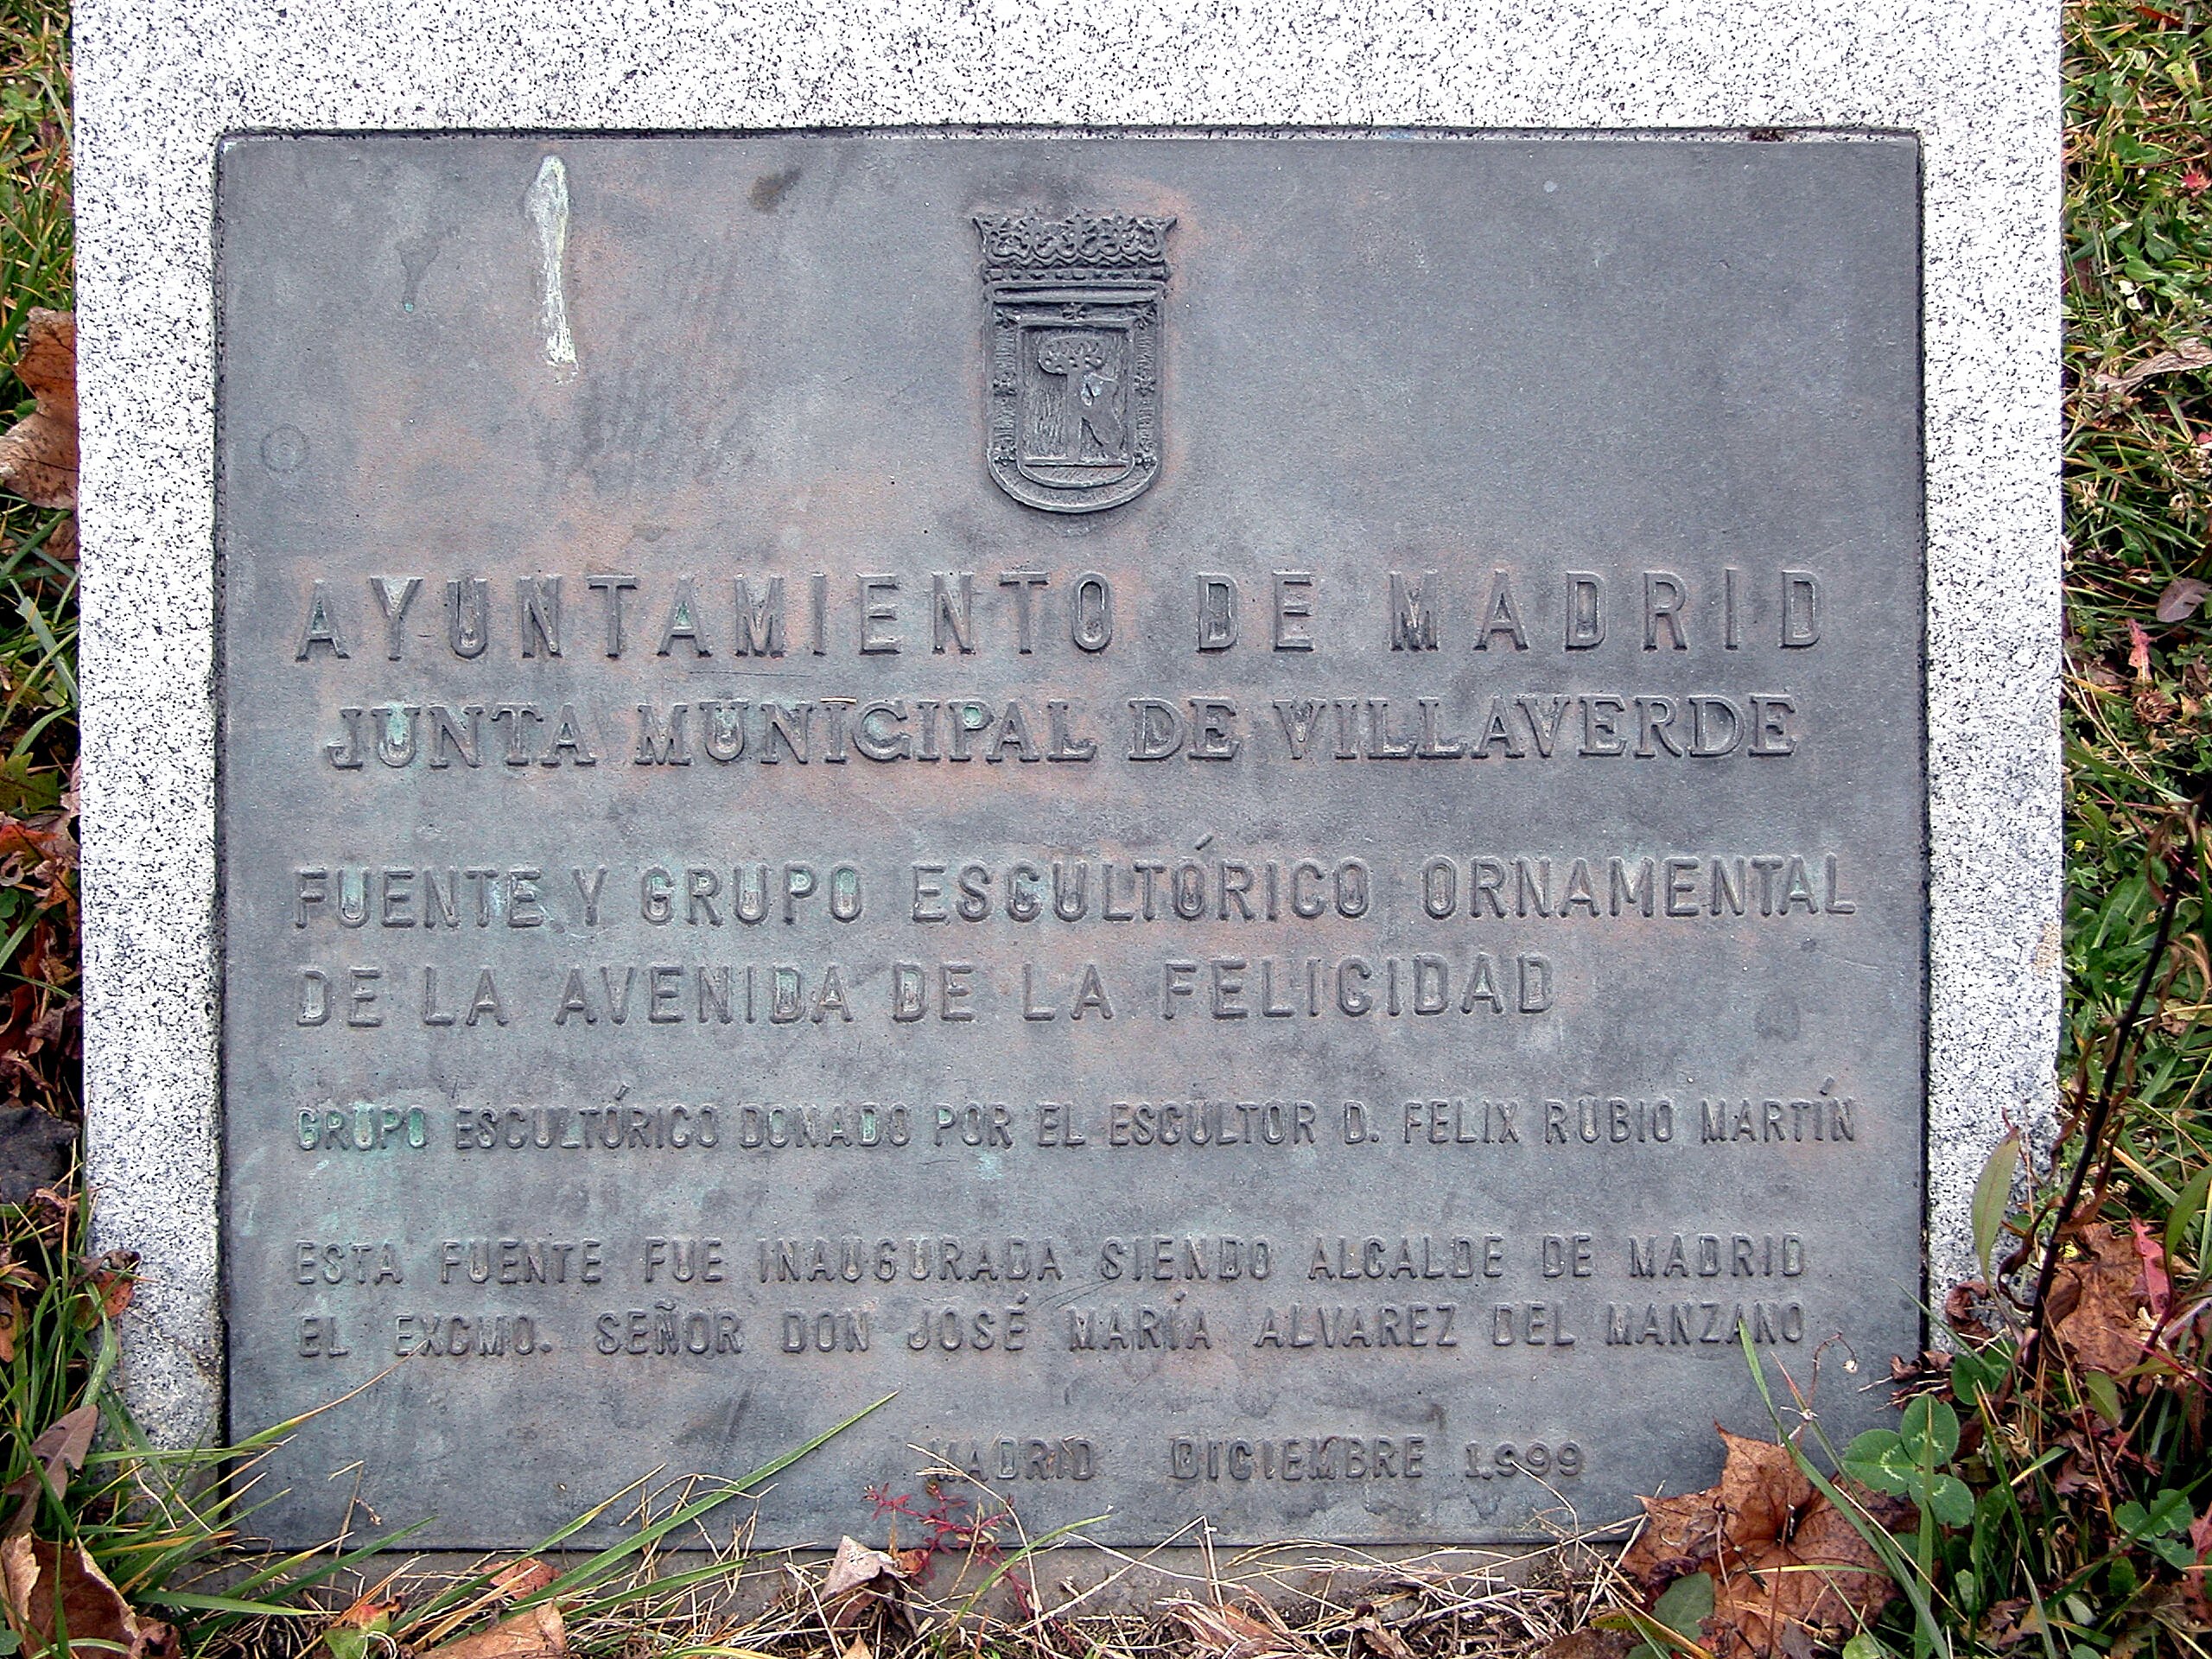 AYUNTAMIENTO DE MADRID
JUNTA MUNICIPAL DE VILLAVERDE
FUENTE Y GRUPO ESCULTÓRICO ORNAMENTAL
DE LA AVENIDA DE LA FELICIDAD
GRUPO ESCULTÓRICO DONADO POR EL ESCULTOR D. FELIX RUBIO MARTÍN
ESTA FUENTE FUE INAUGURADA SIENDO ALCALDE DE MADRID
EL EXCMO. SEÑOR DON JOSÉ MARÍA ALVAREZ DEL MANZANO
MADRID DICIEMBRE 1.999